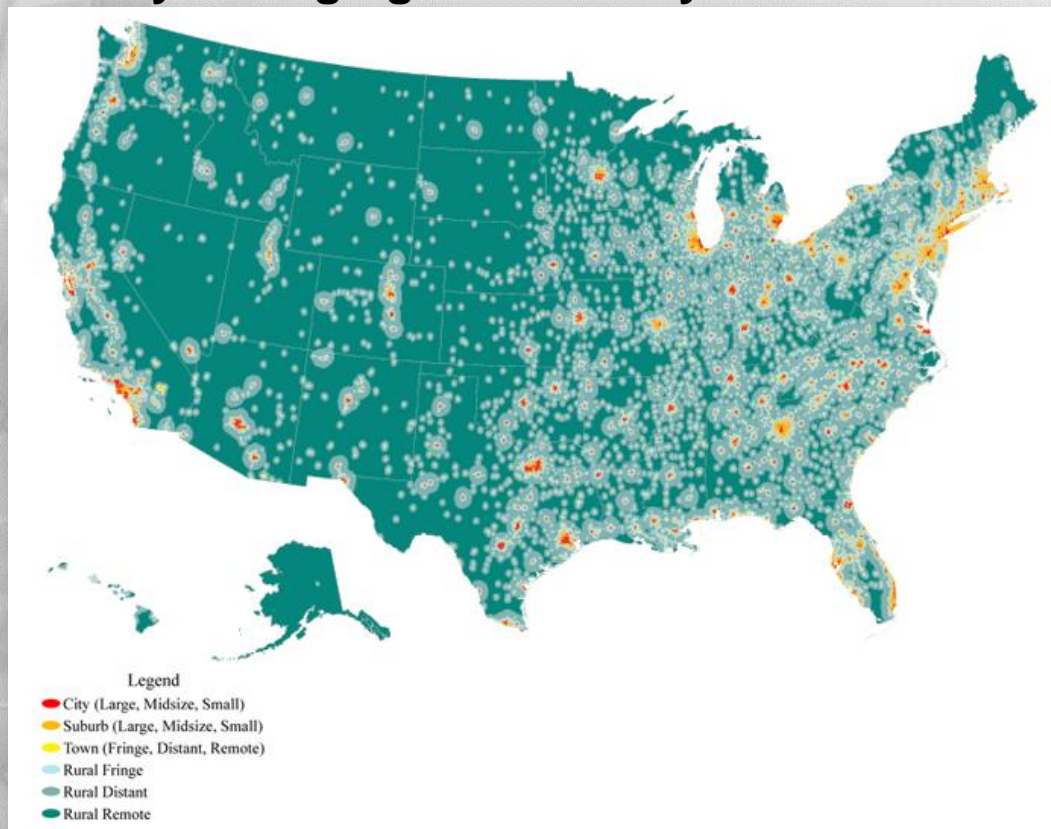 Legend
City (Large, Midsize, Small)
Suburb (Large, Midsize, Small)
Town (Fringe, Distant, Remote)
Rural Fringe
Rural Distant
Rural Remote